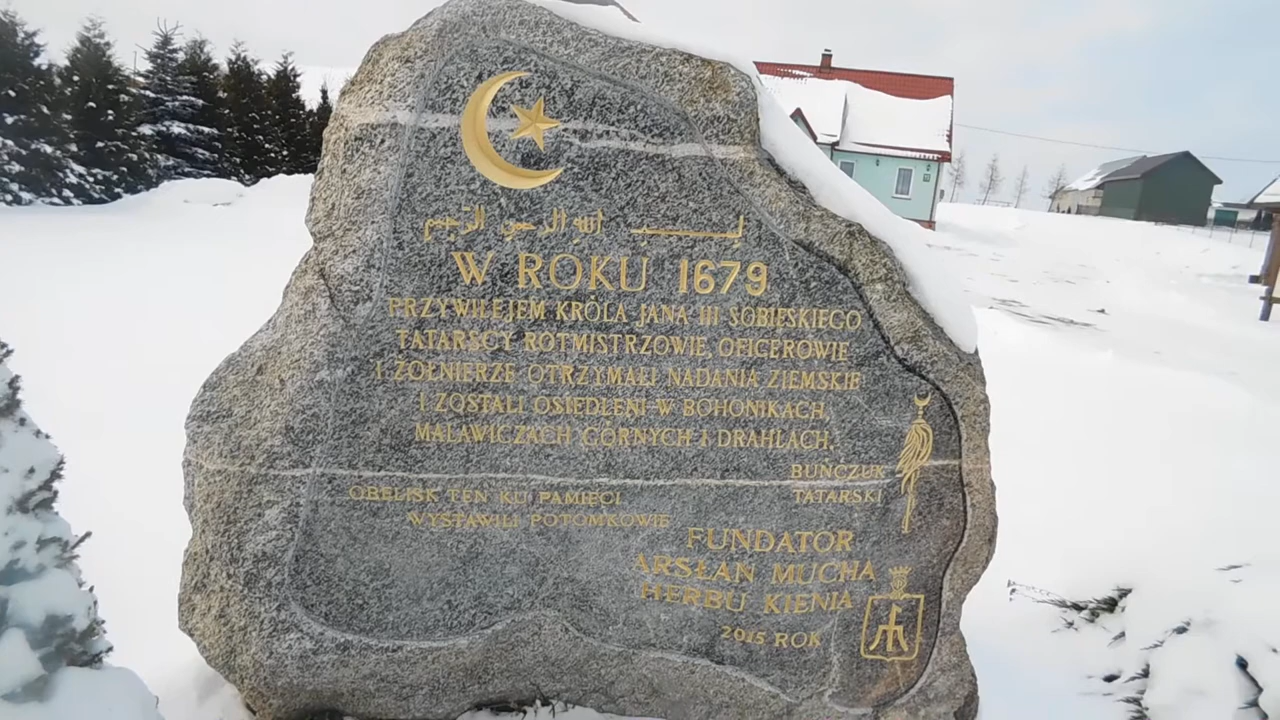 بسم الله الرحمن الرحيم
W ROKU 1679
PRZYWILEJEM KRÓLA JANA III SOBIESKIEGO
TATARSCY ROTMISTRZOWIE, OFICEROWIE
I ŻOŁNIERZE OTRZYMALI NADANIA ZIEMSKIE
I ZOSTALI OSIEDLENI W BOHONIKACH,
MALAWICZACH GÓRNYCH I DRAHLACH.
BUŃCZUK
TATARSKI
OBELISK TEN KU PAMIĘCI
WYSTAWILI POTOMKOWIE
FUNDATOR
ARSŁAN MUCHA
HERBU KIENIA
2015 ROK